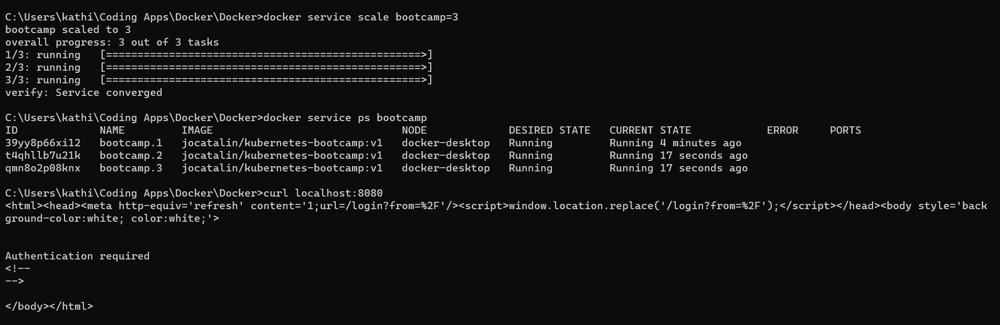 C:\Users\kathi\Coding Apps\Docker\Docker>docker service scale bootcamp=3
bootcamp scaled to 3
overall progress: 3 out of 3 tasks
1/3: running   [==================================================>]
2/3: running   [==================================================>]
3/3: running   [==================================================>]
verify: Service converged
C:\Users\kathi\Coding Apps\Docker\Docker>docker service ps bootcamp
ID             NAME         IMAGE                              NODE             DESIRED STATE   CURRENT STATE            ERROR     PORTS
39yy8p66xi12   bootcamp.1   jocatalin/kubernetes-bootcamp:v1   docker-desktop   Running         Running 4 minutes ago
t4qhllb7u21k   bootcamp.2   jocatalin/kubernetes-bootcamp:v1   docker-desktop   Running         Running 17 seconds ago
qmn8o2p08knx   bootcamp.3   jocatalin/kubernetes-bootcamp:v1   docker-desktop   Running         Running 17 seconds ago
C:\Users\kathi\Coding Apps\Docker\Docker>curl localhost:8080
<html><head><meta http-equiv='refresh' content='1;url=/login?from=%2F'/><script>window.location.replace('/login?from=%2F');</script></head><body style='back
ground-color:white; color:white;'>
Authentication required
<!--
-->
</body></html>